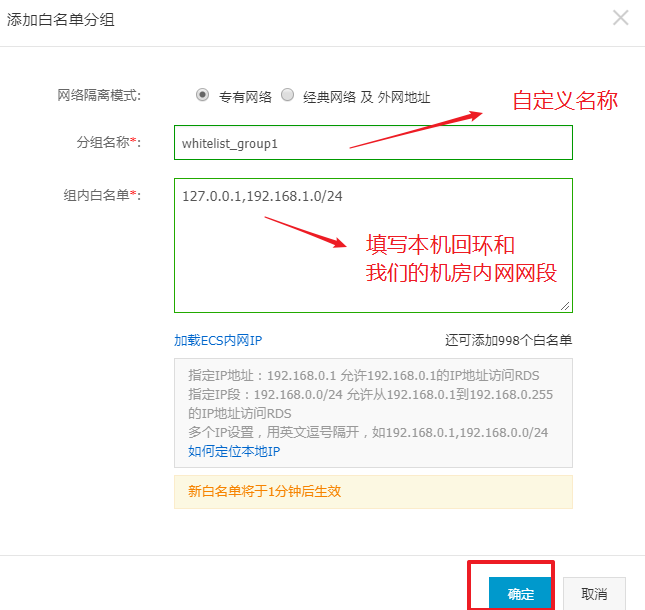 添加白名单分组
网络隔离模式: 专有网络 经典网络 及 外网地址
自定义名称
分组名称*: whitelist_group1
组内白名单*: 127.0.0.1,192.168.1.0/24
填写本机回环和
我们的机房内网网段
加载ECS内网IP 还可添加998个白名单
指定IP地址：192.168.0.1 允许192.168.0.1的IP地址访问RDS
指定IP段：192.168.0.0/24 允许从192.168.0.1到192.168.0.255
的IP地址访问RDS
多个IP设置，用英文逗号隔开，如192.168.0.1,192.168.0.0/24
如何定位本地IP
新白名单将于1分钟后生效
确定 取消